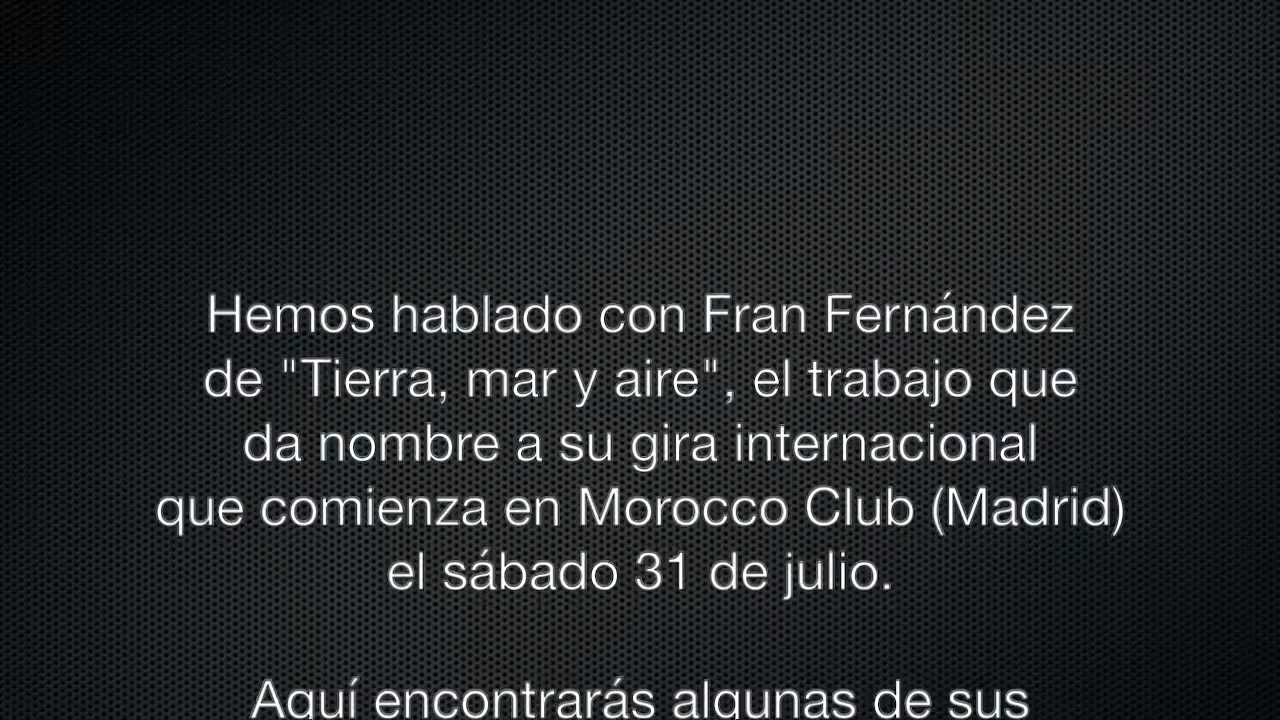 Hemos hablado con Fran Fernández
de "Tierra, mar y aire", el trabajo que
da nombre a su gira internacional
que comienza en Morocco Club (Madrid)
el sábado 31 de julio.
Aquí encontrarás algunas de sus